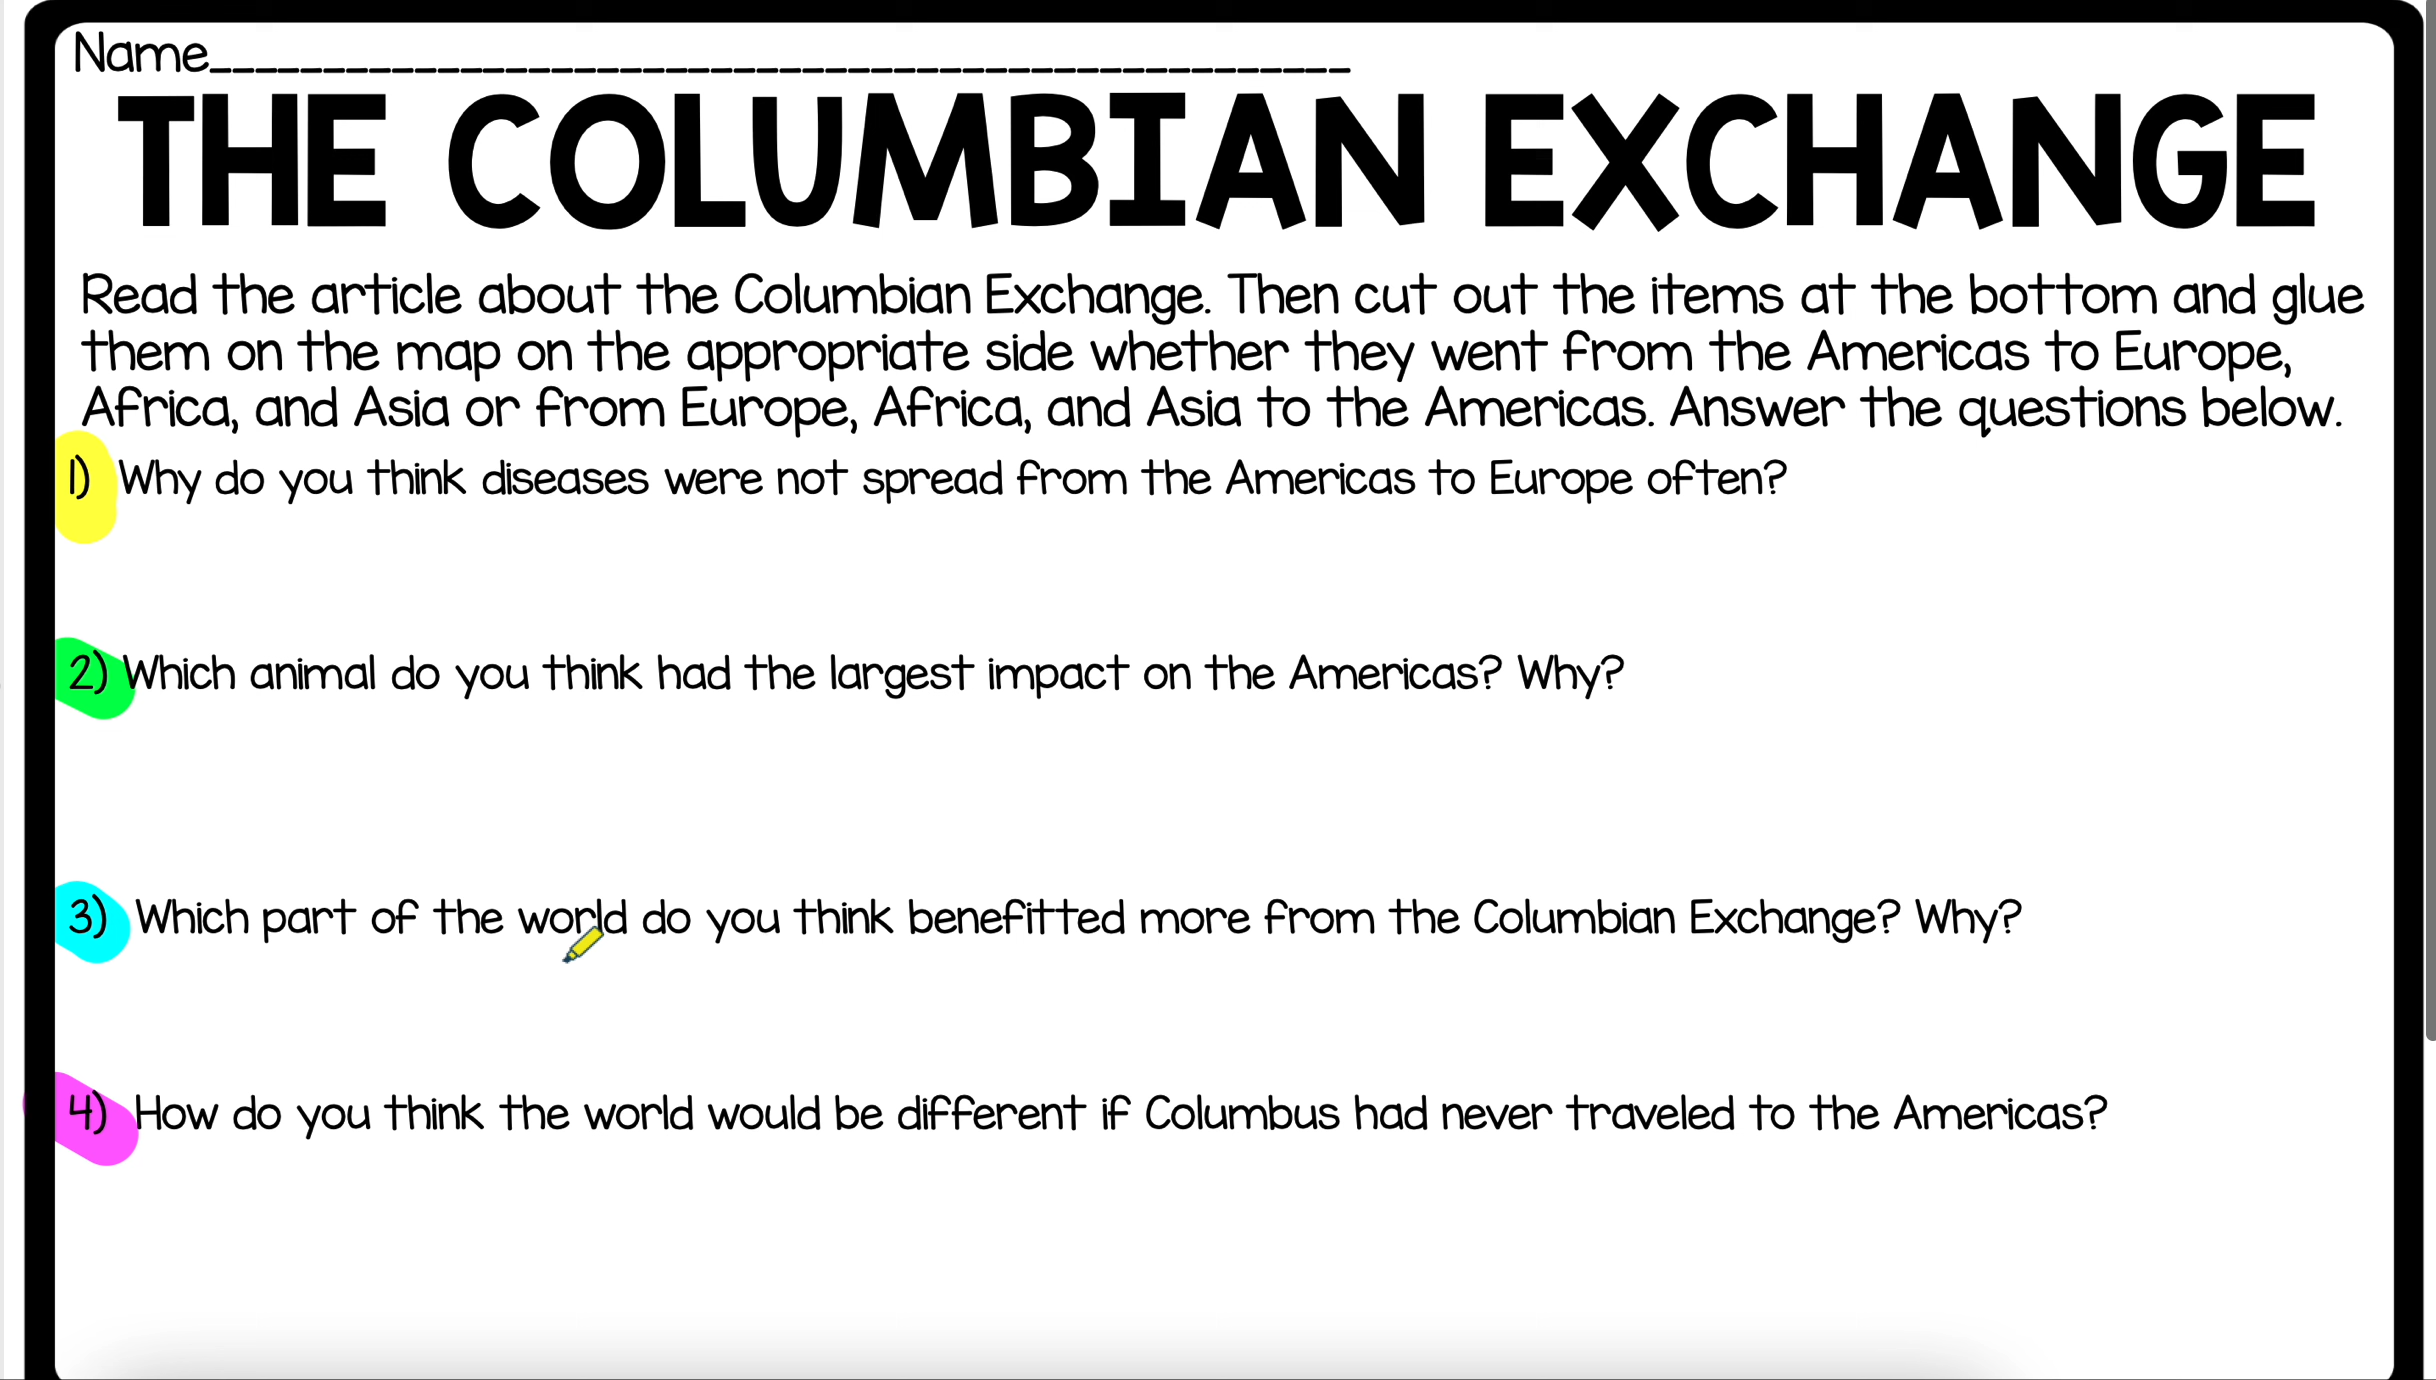 Name__________________________________________________
THE COLUMBIAN EXCHANGE
Read the article about the Columbian Exchange. Then cut out the items at the bottom and glue
them on the map on the appropriate side whether they went from the Americas to Europe,
Africa, and Asia or from Europe, Africa, and Asia to the Americas. Answer the questions below.
1) Why do you think diseases were not spread from the Americas to Europe often?
2) Which animal do you think had the largest impact on the Americas? Why?
3) Which part of the world do you think benefitted more from the Columbian Exchange? Why?
4) How do you think the world would be different if Columbus had never traveled to the Americas?